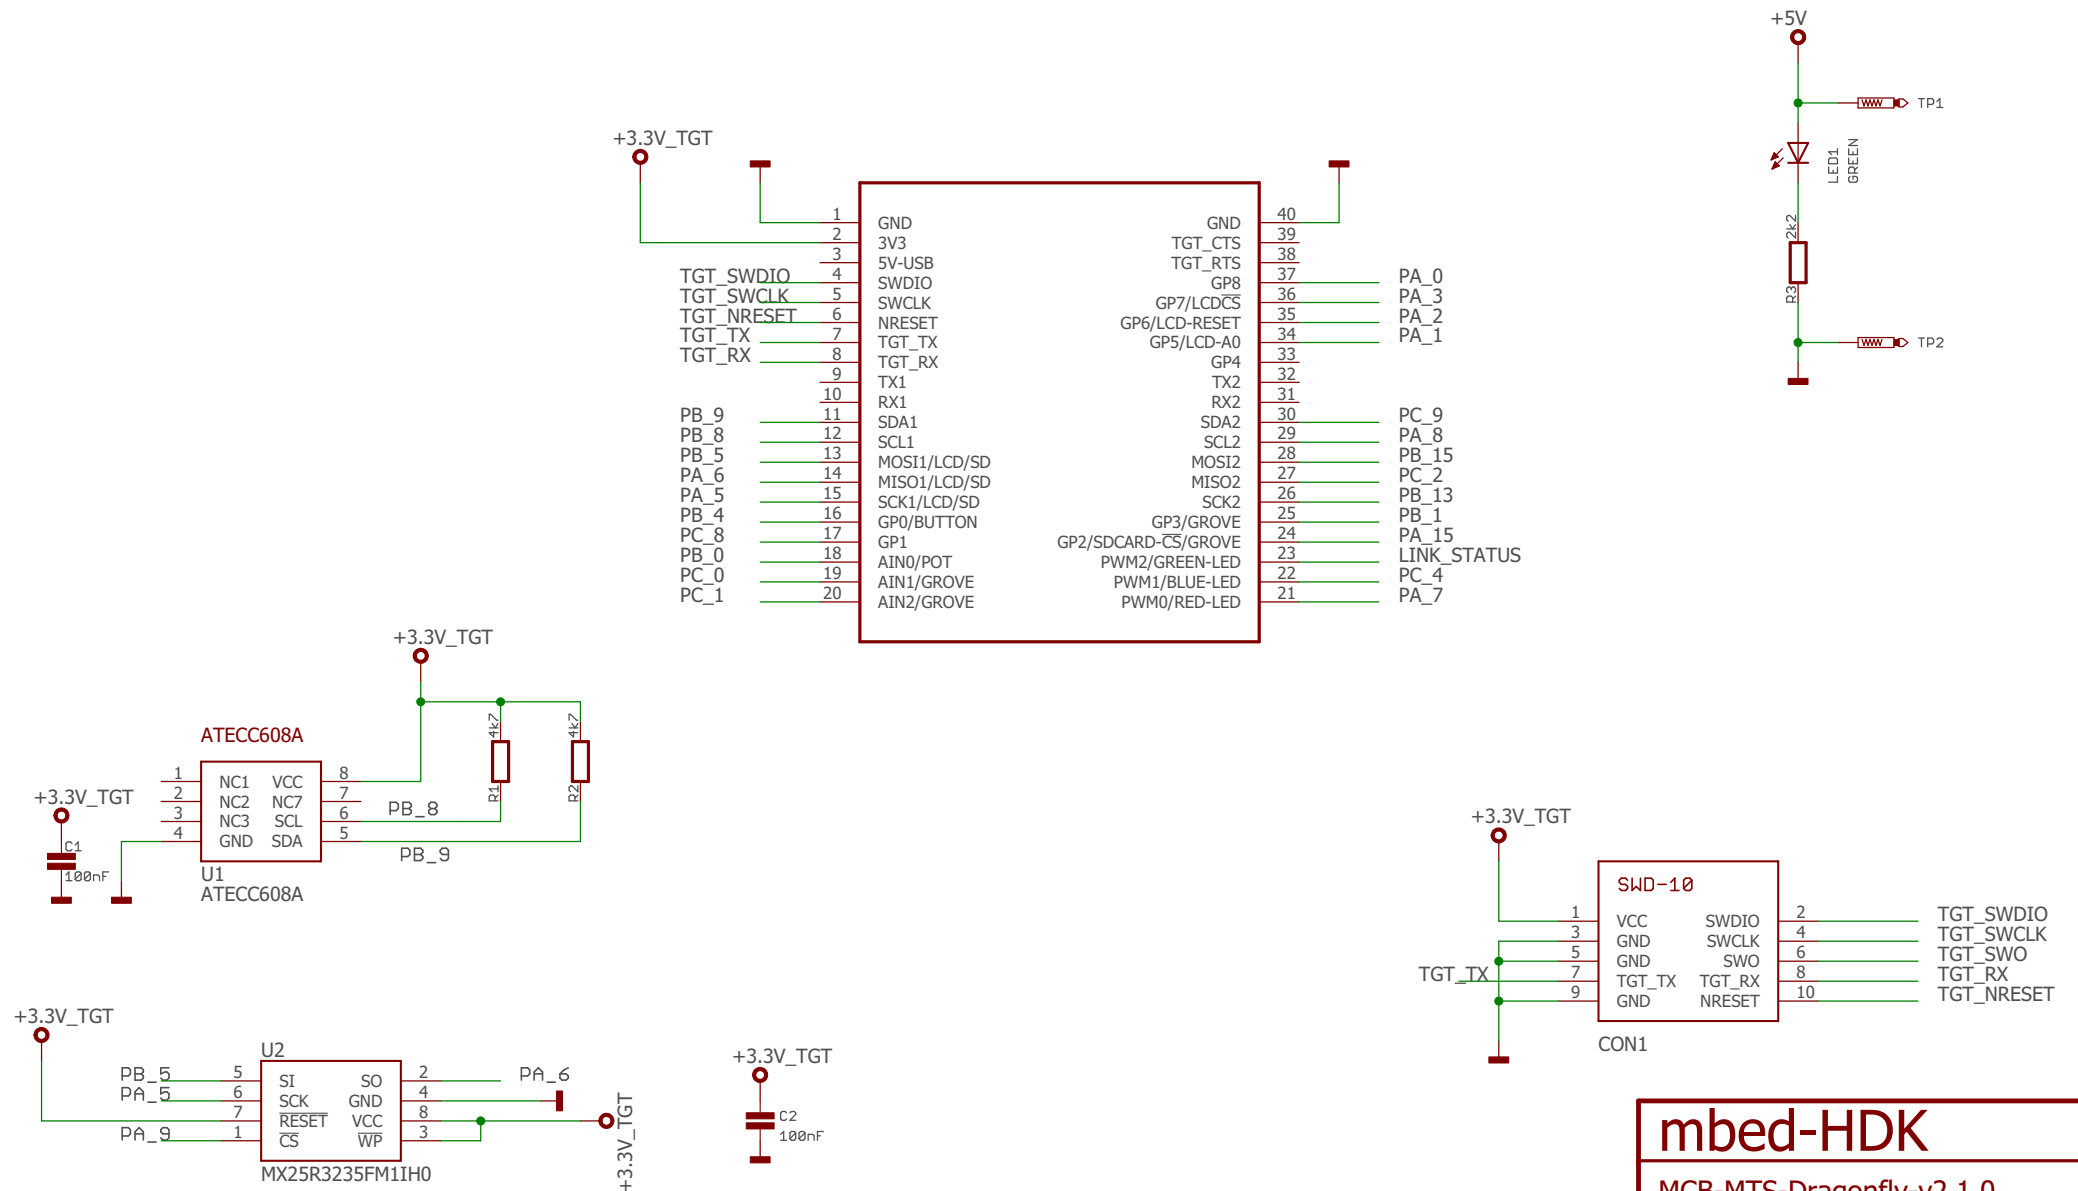 +5V
TP1
LED1
GREEN
2k2
R3
TP2
+3.3V_TGT
1 GND GND 40
2 3V3 TGT_CTS 39
3 5V-USB TGT_RTS 38
TGT_SWDIO 4 SWDIO GP8 37 PA_0
TGT_SWCLK 5 SWCLK GP7/LCDCS 36 PA_3
TGT_NRESET 6 NRESET GP6/LCD-RESET 35 PA_2
TGT_TX 7 TGT_TX GP5/LCD-A0 34 PA_1
TGT_RX 8 TGT_RX GP4 33
9 TX1 TX2 32
10 RX1 RX2 31
PB_9 11 SDA1 SDA2 30 PC_9
PB_8 12 SCL1 SCL2 29 PA_8
PB_5 13 MOSI1/LCD/SD MOSI2 28 PB_15
PA_6 14 MISO1/LCD/SD MISO2 27 PC_2
PA_5 15 SCK1/LCD/SD SCK2 26 PB_13
PB_4 16 GP0/BUTTON GP3/GROVE 25 PB_1
PC_8 17 GP1 GP2/SDCARD-CS/GROVE 24 PA_15
PB_0 18 AIN0/POT PWM2/GREEN-LED 23 LINK_STATUS
PC_0 19 AIN1/GROVE PWM1/BLUE-LED 22 PC_4
PC_1 20 AIN2/GROVE PWM0/RED-LED 21 PA_7
+3.3V_TGT
ATECC608A
4k7
R1
4k7
R2
1 NC1 VCC 8
2 NC2 NC7 7
3 NC3 SCL 6 PB_8
4 GND SDA 5 PB_9
U1
ATECC608A
+3.3V_TGT
C1
100nF
+3.3V_TGT
SWD-10
1 VCC SWDIO 2 TGT_SWDIO
3 GND SWCLK 4 TGT_SWCLK
5 GND SWO 6 TGT_SWO
TGT_TX 7 TGT_TX TGT_RX 8 TGT_RX
9 GND NRESET 10 TGT_NRESET
CON1
+3.3V_TGT
U2
PB_5 5 SI SO 2 PA_6
PA_5 6 SCK GND 4
7 RESET VCC 8
PA_9 1 CS WP 3
+3.3V_TGT
MX25R3235FM1IH0
+3.3V_TGT
C2
100nF
mbed-HDK
MCB-MTS-Dragonfly-v2.1.0